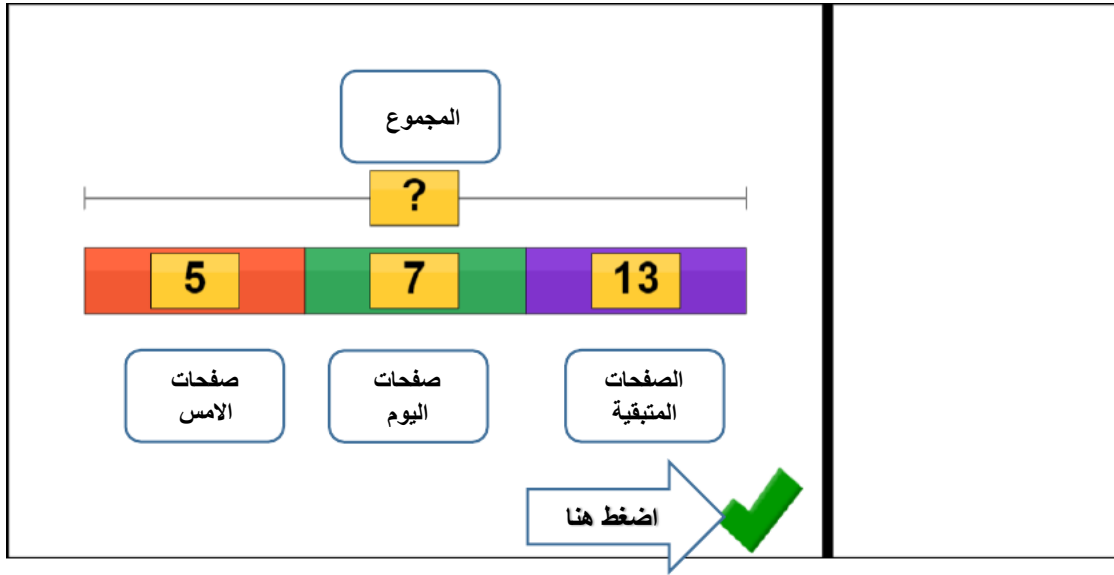 المجموع
?
5
7
13
صفحات
الامس
صفحات
اليوم
الصفحات
المتبقية
اضغط هنا